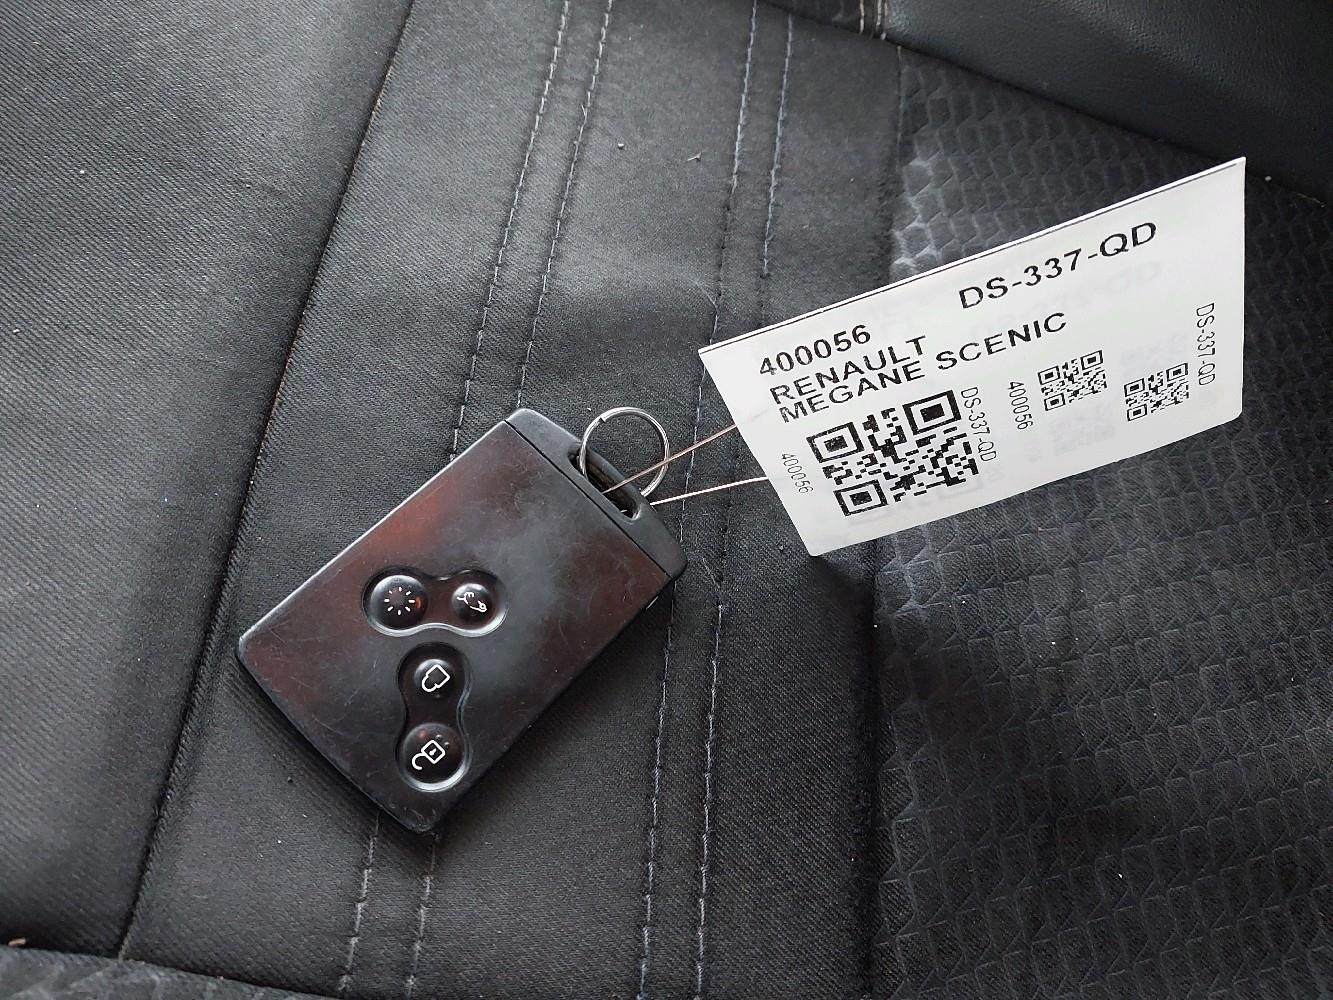 DS-337-QD
400056
RENAULT
MEGANE SCENIC
400056
DS-337-QD
400056
DS-337-QD